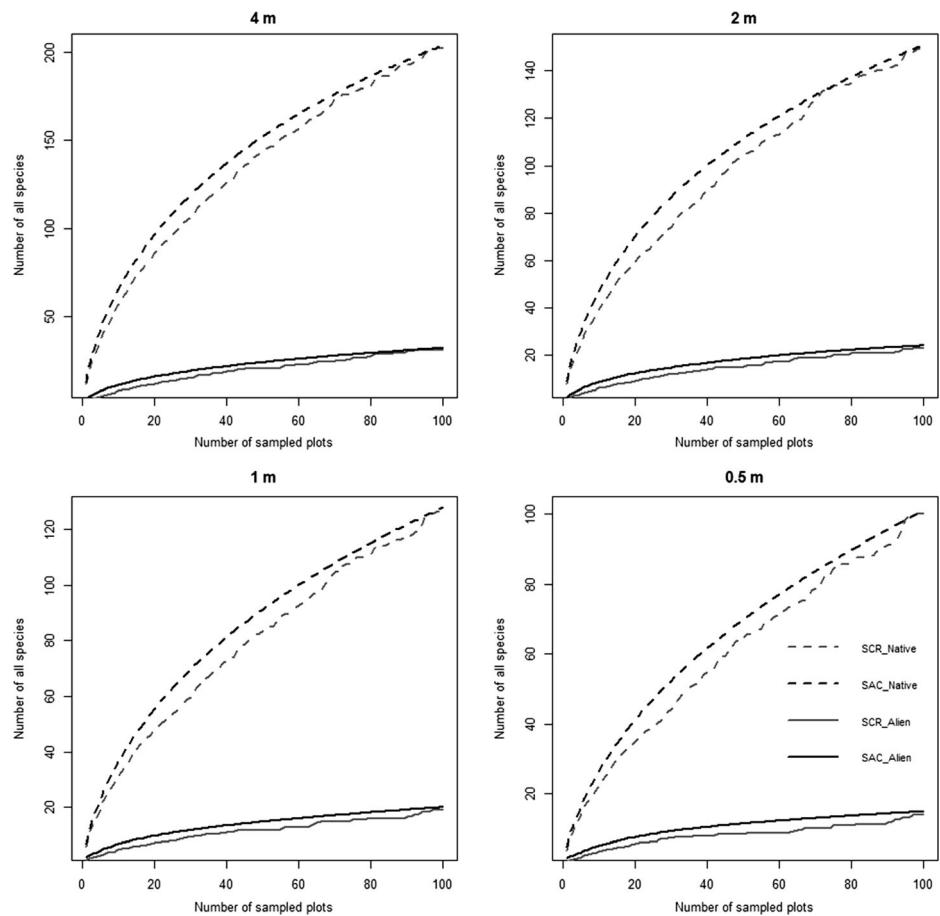 4 m
Number of all species
200
150
100
50
0 20 40 60 80 100
Number of sampled plots
2 m
Number of all species
140
120
100
80
60
40
20
0 20 40 60 80 100
Number of sampled plots
1 m
Number of all species
120
100
80
60
40
20
0 20 40 60 80 100
Number of sampled plots
0.5 m
Number of all species
100
80
60
40
20
SCR_Native
SAC_Native
SCR_Alien
SAC_Alien
0 20 40 60 80 100
Number of sampled plots